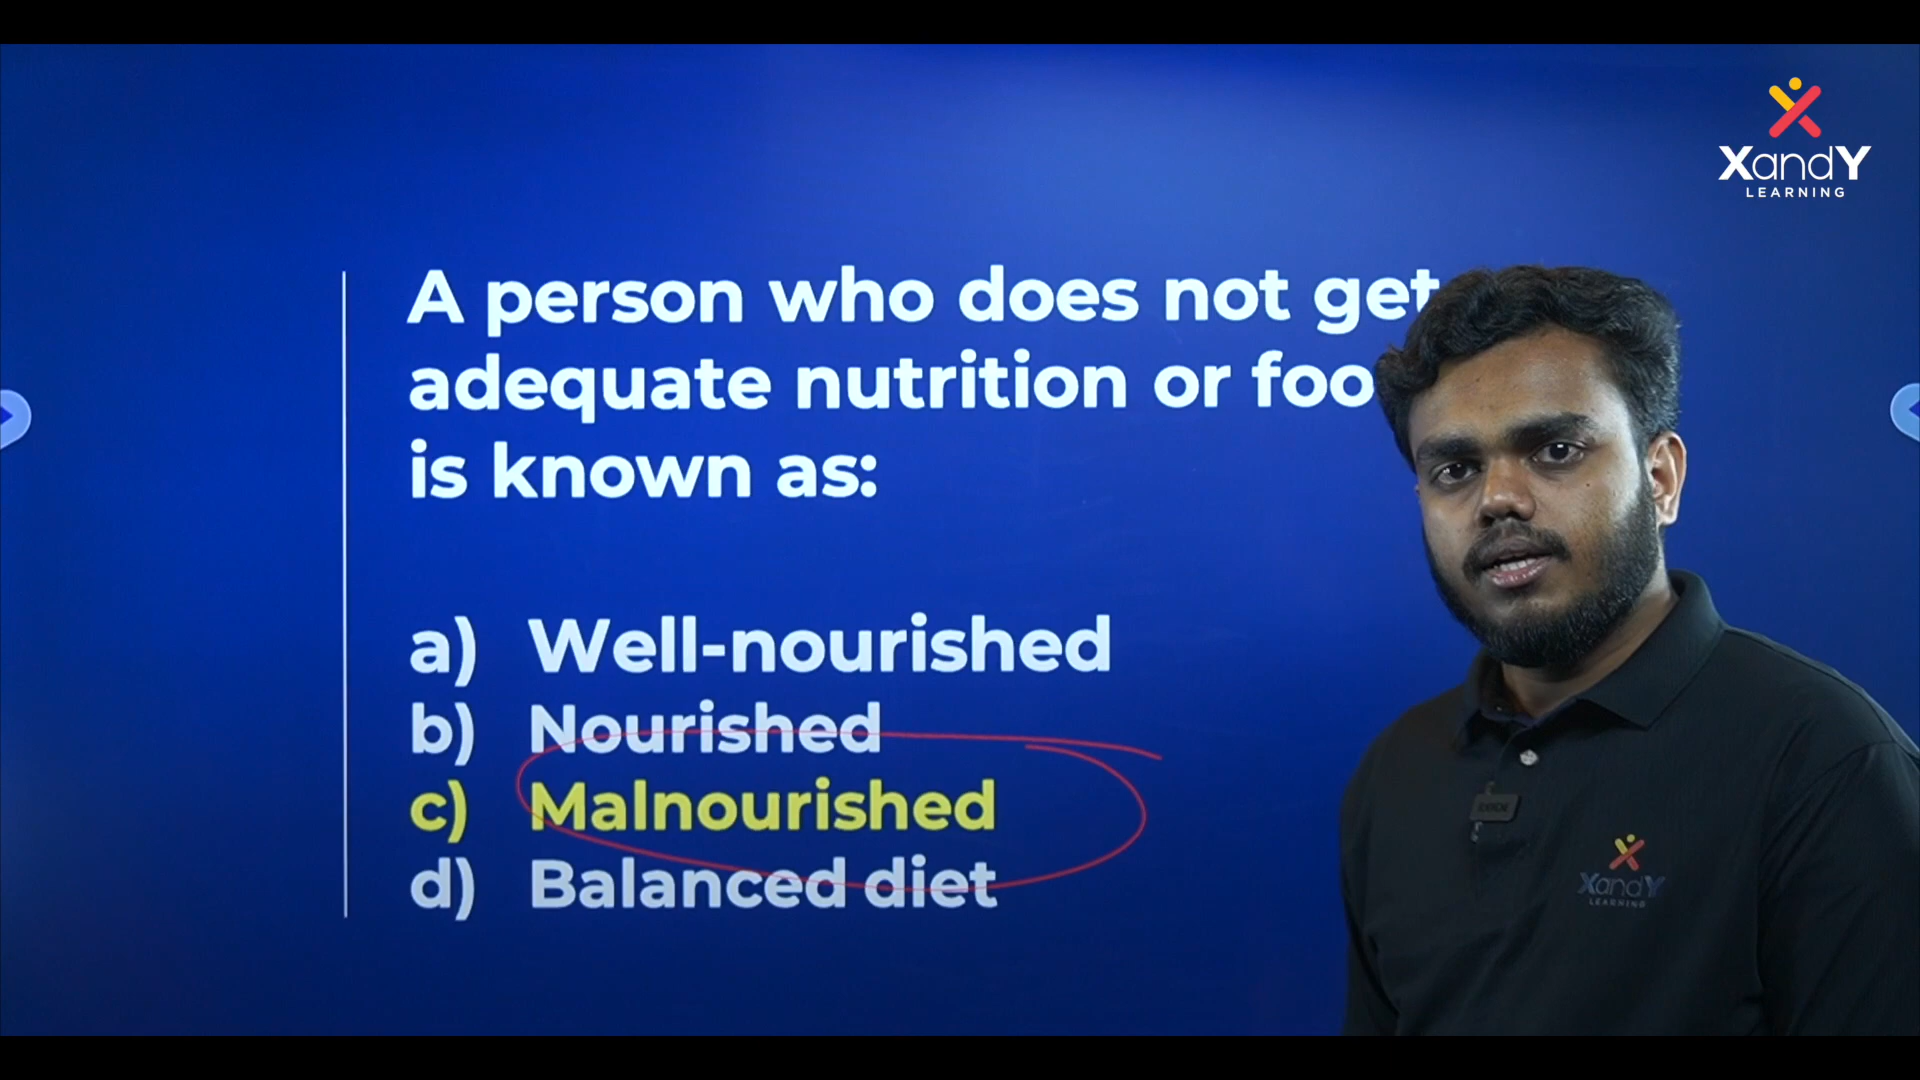 XandY
LEARNING
A person who does not get
adequate nutrition or foo
is known as:
a) Well-nourished
b) Nourished
c) Malnourished
d) Balanced diet
XandY
LEARNING